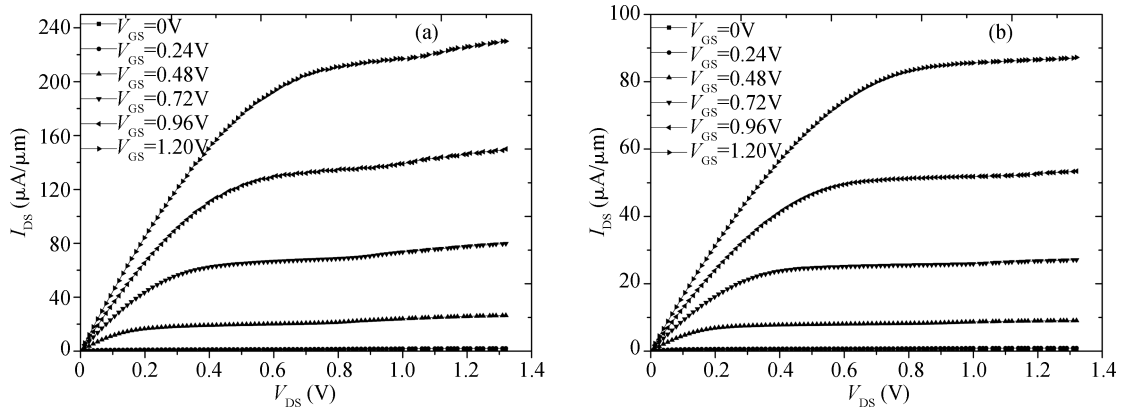 240
200
160
120
80
40
0
I_DS (μA/μm)
V_GS=0V
V_GS=0.24V
V_GS=0.48V
V_GS=0.72V
V_GS=0.96V
V_GS=1.20V
(a)
0 0.2 0.4 0.6 0.8 1.0 1.2 1.4
V_DS (V)
100
80
60
40
20
0
I_DS (μA/μm)
V_GS=0V
V_GS=0.24V
V_GS=0.48V
V_GS=0.72V
V_GS=0.96V
V_GS=1.20V
(b)
0 0.2 0.4 0.6 0.8 1.0 1.2 1.4
V_DS (V)